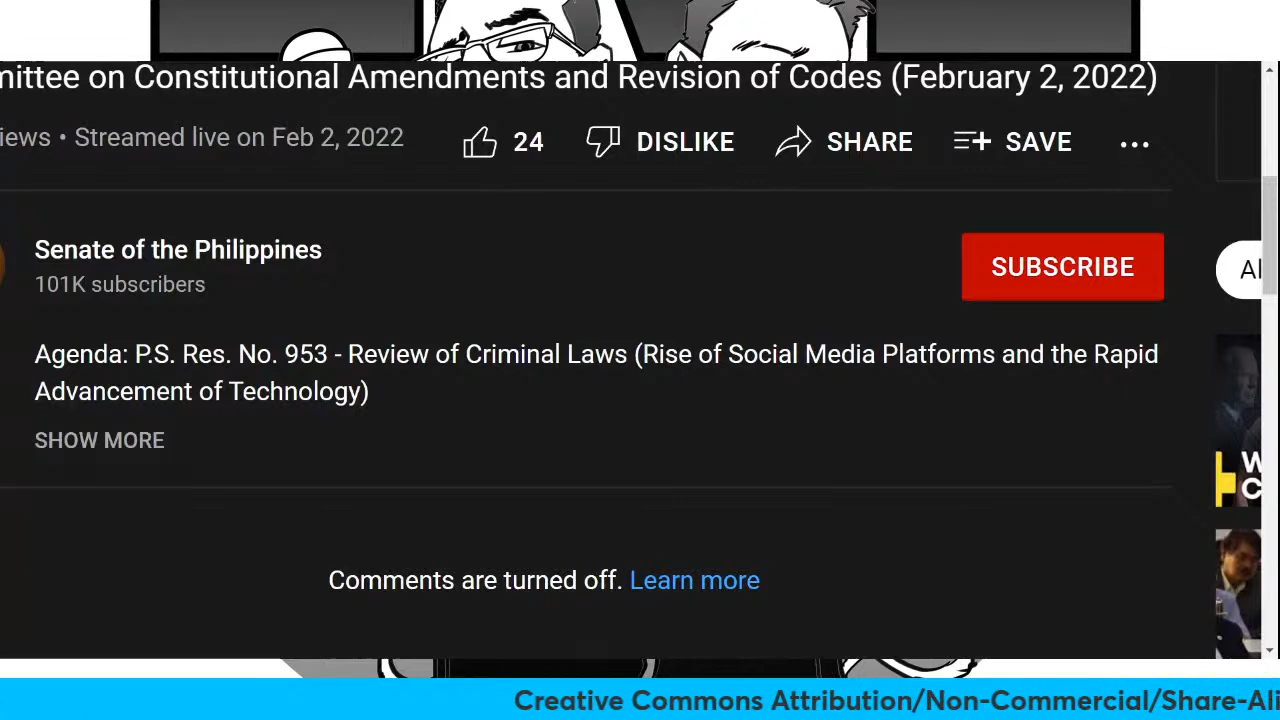 mittee on Constitutional Amendments and Revision of Codes (February 2, 2022)
iews • Streamed live on Feb 2, 2022
24 DISLIKE SHARE SAVE ...
Senate of the Philippines
101K subscribers
SUBSCRIBE
Al
Agenda: P.S. Res. No. 953 - Review of Criminal Laws (Rise of Social Media Platforms and the Rapid
Advancement of Technology)
SHOW MORE
W
C
Comments are turned off. Learn more
Creative Commons Attribution/Non-Commercial/Share-Ali